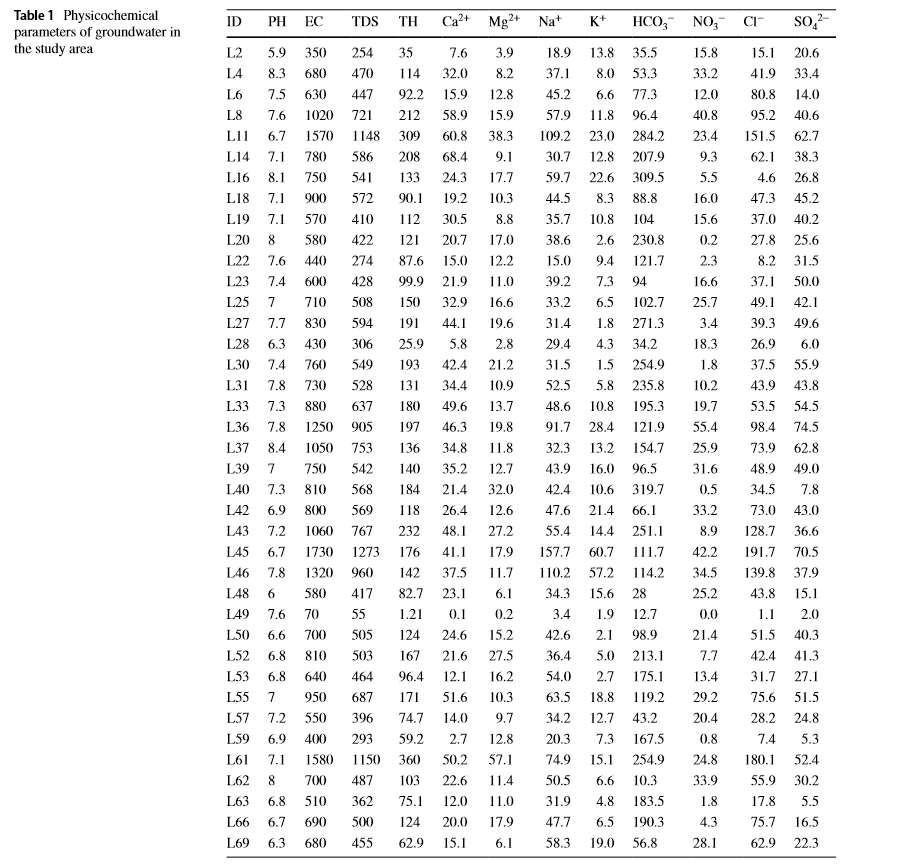 Table 1 Physicochemical
parameters of groundwater in
the study area
ID PH EC TDS TH Ca²⁺ Mg²⁺ Na⁺ K⁺ HCO₃⁻ NO₃⁻ Cl⁻ SO₄²⁻
L2 5.9 350 254 35 7.6 3.9 18.9 13.8 35.5 15.8 15.1 20.6
L4 8.3 680 470 114 32.0 8.2 37.1 8.0 53.3 33.2 41.9 33.4
L6 7.5 630 447 92.2 15.9 12.8 45.2 6.6 77.3 12.0 80.8 14.0
L8 7.6 1020 721 212 58.9 15.9 57.9 11.8 96.4 40.8 95.2 40.6
L11 6.7 1570 1148 309 60.8 38.3 109.2 23.0 284.2 23.4 151.5 62.7
L14 7.1 780 586 208 68.4 9.1 30.7 12.8 207.9 9.3 62.1 38.3
L16 8.1 750 541 133 24.3 17.7 59.7 22.6 309.5 5.5 4.6 26.8
L18 7.1 900 572 90.1 19.2 10.3 44.5 8.3 88.8 16.0 47.3 45.2
L19 7.1 570 410 112 30.5 8.8 35.7 10.8 104 15.6 37.0 40.2
L20 8 580 422 121 20.7 17.0 38.6 2.6 230.8 0.2 27.8 25.6
L22 7.6 440 274 87.6 15.0 12.2 15.0 9.4 121.7 2.3 8.2 31.5
L23 7.4 600 428 99.9 21.9 11.0 39.2 7.3 94 16.6 37.1 50.0
L25 7 710 508 150 32.9 16.6 33.2 6.5 102.7 25.7 49.1 42.1
L27 7.7 830 594 191 44.1 19.6 31.4 1.8 271.3 3.4 39.3 49.6
L28 6.3 430 306 25.9 5.8 2.8 29.4 4.3 34.2 18.3 26.9 6.0
L30 7.4 760 549 193 42.4 21.2 31.5 1.5 254.9 1.8 37.5 55.9
L31 7.8 730 528 131 34.4 10.9 52.5 5.8 235.8 10.2 43.9 43.8
L33 7.3 880 637 180 49.6 13.7 48.6 10.8 195.3 19.7 53.5 54.5
L36 7.8 1250 905 197 46.3 19.8 91.7 28.4 121.9 55.4 98.4 74.5
L37 8.4 1050 753 136 34.8 11.8 32.3 13.2 154.7 25.9 73.9 62.8
L39 7 750 542 140 35.2 12.7 43.9 16.0 96.5 31.6 48.9 49.0
L40 7.3 810 568 184 21.4 32.0 42.4 10.6 319.7 0.5 34.5 7.8
L42 6.9 800 569 118 26.4 12.6 47.6 21.4 66.1 33.2 73.0 43.0
L43 7.2 1060 767 232 48.1 27.2 55.4 14.4 251.1 8.9 128.7 36.6
L45 6.7 1730 1273 176 41.1 17.9 157.7 60.7 111.7 42.2 191.7 70.5
L46 7.8 1320 960 142 37.5 11.7 110.2 57.2 114.2 34.5 139.8 37.9
L48 6 580 417 82.7 23.1 6.1 34.3 15.6 28 25.2 43.8 15.1
L49 7.6 70 55 1.21 0.1 0.2 3.4 1.9 12.7 0.0 1.1 2.0
L50 6.6 700 505 124 24.6 15.2 42.6 2.1 98.9 21.4 51.5 40.3
L52 6.8 810 503 167 21.6 27.5 36.4 5.0 213.1 7.7 42.4 41.3
L53 6.8 640 464 96.4 12.1 16.2 54.0 2.7 175.1 13.4 31.7 27.1
L55 7 950 687 171 51.6 10.3 63.5 18.8 119.2 29.2 75.6 51.5
L57 7.2 550 396 74.7 14.0 9.7 34.2 12.7 43.2 20.4 28.2 24.8
L59 6.9 400 293 59.2 2.7 12.8 20.3 7.3 167.5 0.8 7.4 5.3
L61 7.1 1580 1150 360 50.2 57.1 74.9 15.1 254.9 24.8 180.1 52.4
L62 8 700 487 103 22.6 11.4 50.5 6.6 10.3 33.9 55.9 30.2
L63 6.8 510 362 75.1 12.0 11.0 31.9 4.8 183.5 1.8 17.8 5.5
L66 6.7 690 500 124 20.0 17.9 47.7 6.5 190.3 4.3 75.7 16.5
L69 6.3 680 455 62.9 15.1 6.1 58.3 19.0 56.8 28.1 62.9 22.3